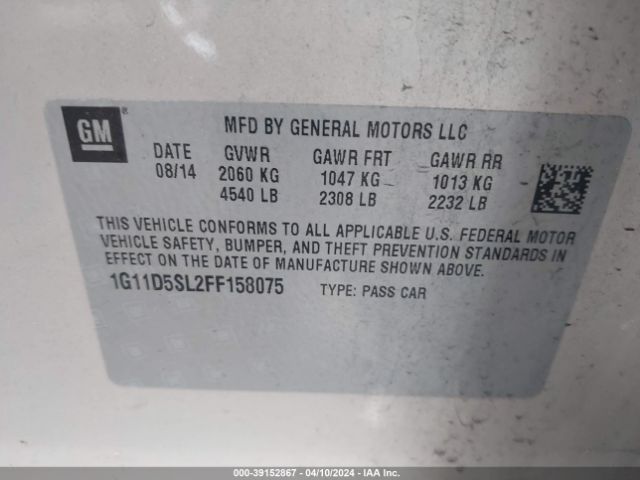 GM ®
MFD BY GENERAL MOTORS LLC
DATE GVWR GAWR FRT GAWR RR
08/14 2060 KG 1047 KG 1013 KG
4540 LB 2308 LB 2232 LB
THIS VEHICLE CONFORMS TO ALL APPLICABLE U.S. FEDERAL MOTOR
VEHICLE SAFETY, BUMPER, AND THEFT PREVENTION STANDARDS IN
EFFECT ON THE DATE OF MANUFACTURE SHOWN ABOVE.
1G11D5SL2FF158075 TYPE: PASS CAR
000-39152867 - 04/10/2024 - IAA Inc.